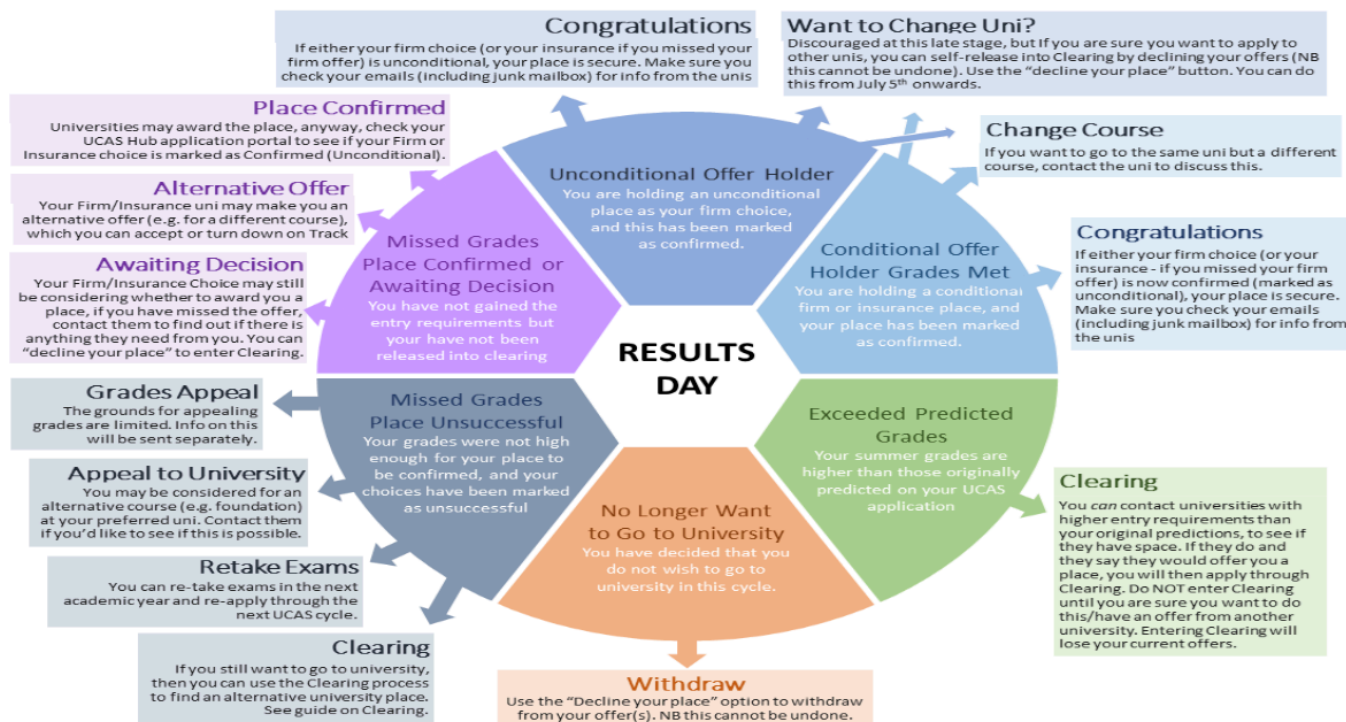 Congratulations
If either your firm choice (or your insurance if you missed your
firm offer) is unconditional, your place is secure. Make sure you
check your emails (including junk mailbox) for info from the unis
Want to Change Uni?
Discouraged at this late stage, but If you are sure you want to apply to
other unis, you can self-release into Clearing by declining your offers (NB
this cannot be undone). Use the “decline your place” button. You can do
this from July 5th onwards.
Place Confirmed
Universities may award the place, anyway, check your
UCAS Hub application portal to see if your Firm or
Insurance choice is marked as Confirmed (Unconditional).
Change Course
If you want to go to the same uni but a different
course, contact the uni to discuss this.
Alternative Offer
Your Firm/Insurance uni may make you an
alternative offer (e.g. for a different course),
which you can accept or turn down on Track
Awaiting Decision
Your Firm/Insurance Choice may still
be considering whether to award you a
place, if you have missed the offer,
contact them to find out if there is
anything they need from you. You can
“decline your place” to enter Clearing.
Unconditional Offer Holder
You are holding an unconditional
place as your firm choice,
and this has been marked
as confirmed.
Missed Grades
Place Confirmed or
Awaiting Decision
You have not gained the
entry requirements but
your have not been
released into clearing
Conditional Offer
Holder Grades Met
You are holding a conditional
firm or insurance place, and
your place has been marked
as confirmed.
Congratulations
If either your firm choice (or your
insurance - if you missed your firm
offer) is now confirmed (marked as
unconditional), your place is secure.
Make sure you check your emails
(including junk mailbox) for info from
the unis
RESULTS
DAY
Grades Appeal
The grounds for appealing
grades are limited. Info on this
will be sent separately.
Missed Grades
Place Unsuccessful
Your grades were not high
enough for your place to
be confirmed, and your
choices have been marked
as unsuccessful
Exceeded Predicted
Grades
Your summer grades are
higher than those originally
predicted on your UCAS
application
Appeal to University
You may be considered for an
alternative course (e.g. foundation)
at your preferred uni. Contact them
if you’d like to see if this is possible.
No Longer Want
to Go to University
You have decided that you
do not wish to go to
university in this cycle.
Clearing
You can contact universities with
higher entry requirements than
your original predictions, to see if
they have space. If they do and
they say they would offer you a
place, you will then apply through
Clearing. Do NOT enter Clearing
until you are sure you want to do
this/have an offer from another
university. Entering Clearing will
lose your current offers.
Retake Exams
You can re-take exams in the next
academic year and re-apply through the
next UCAS cycle.
Clearing
If you still want to go to university,
then you can use the Clearing process
to find an alternative university place.
See guide on Clearing.
Withdraw
Use the “Decline your place” option to withdraw
from your offer(s). NB this cannot be undone.